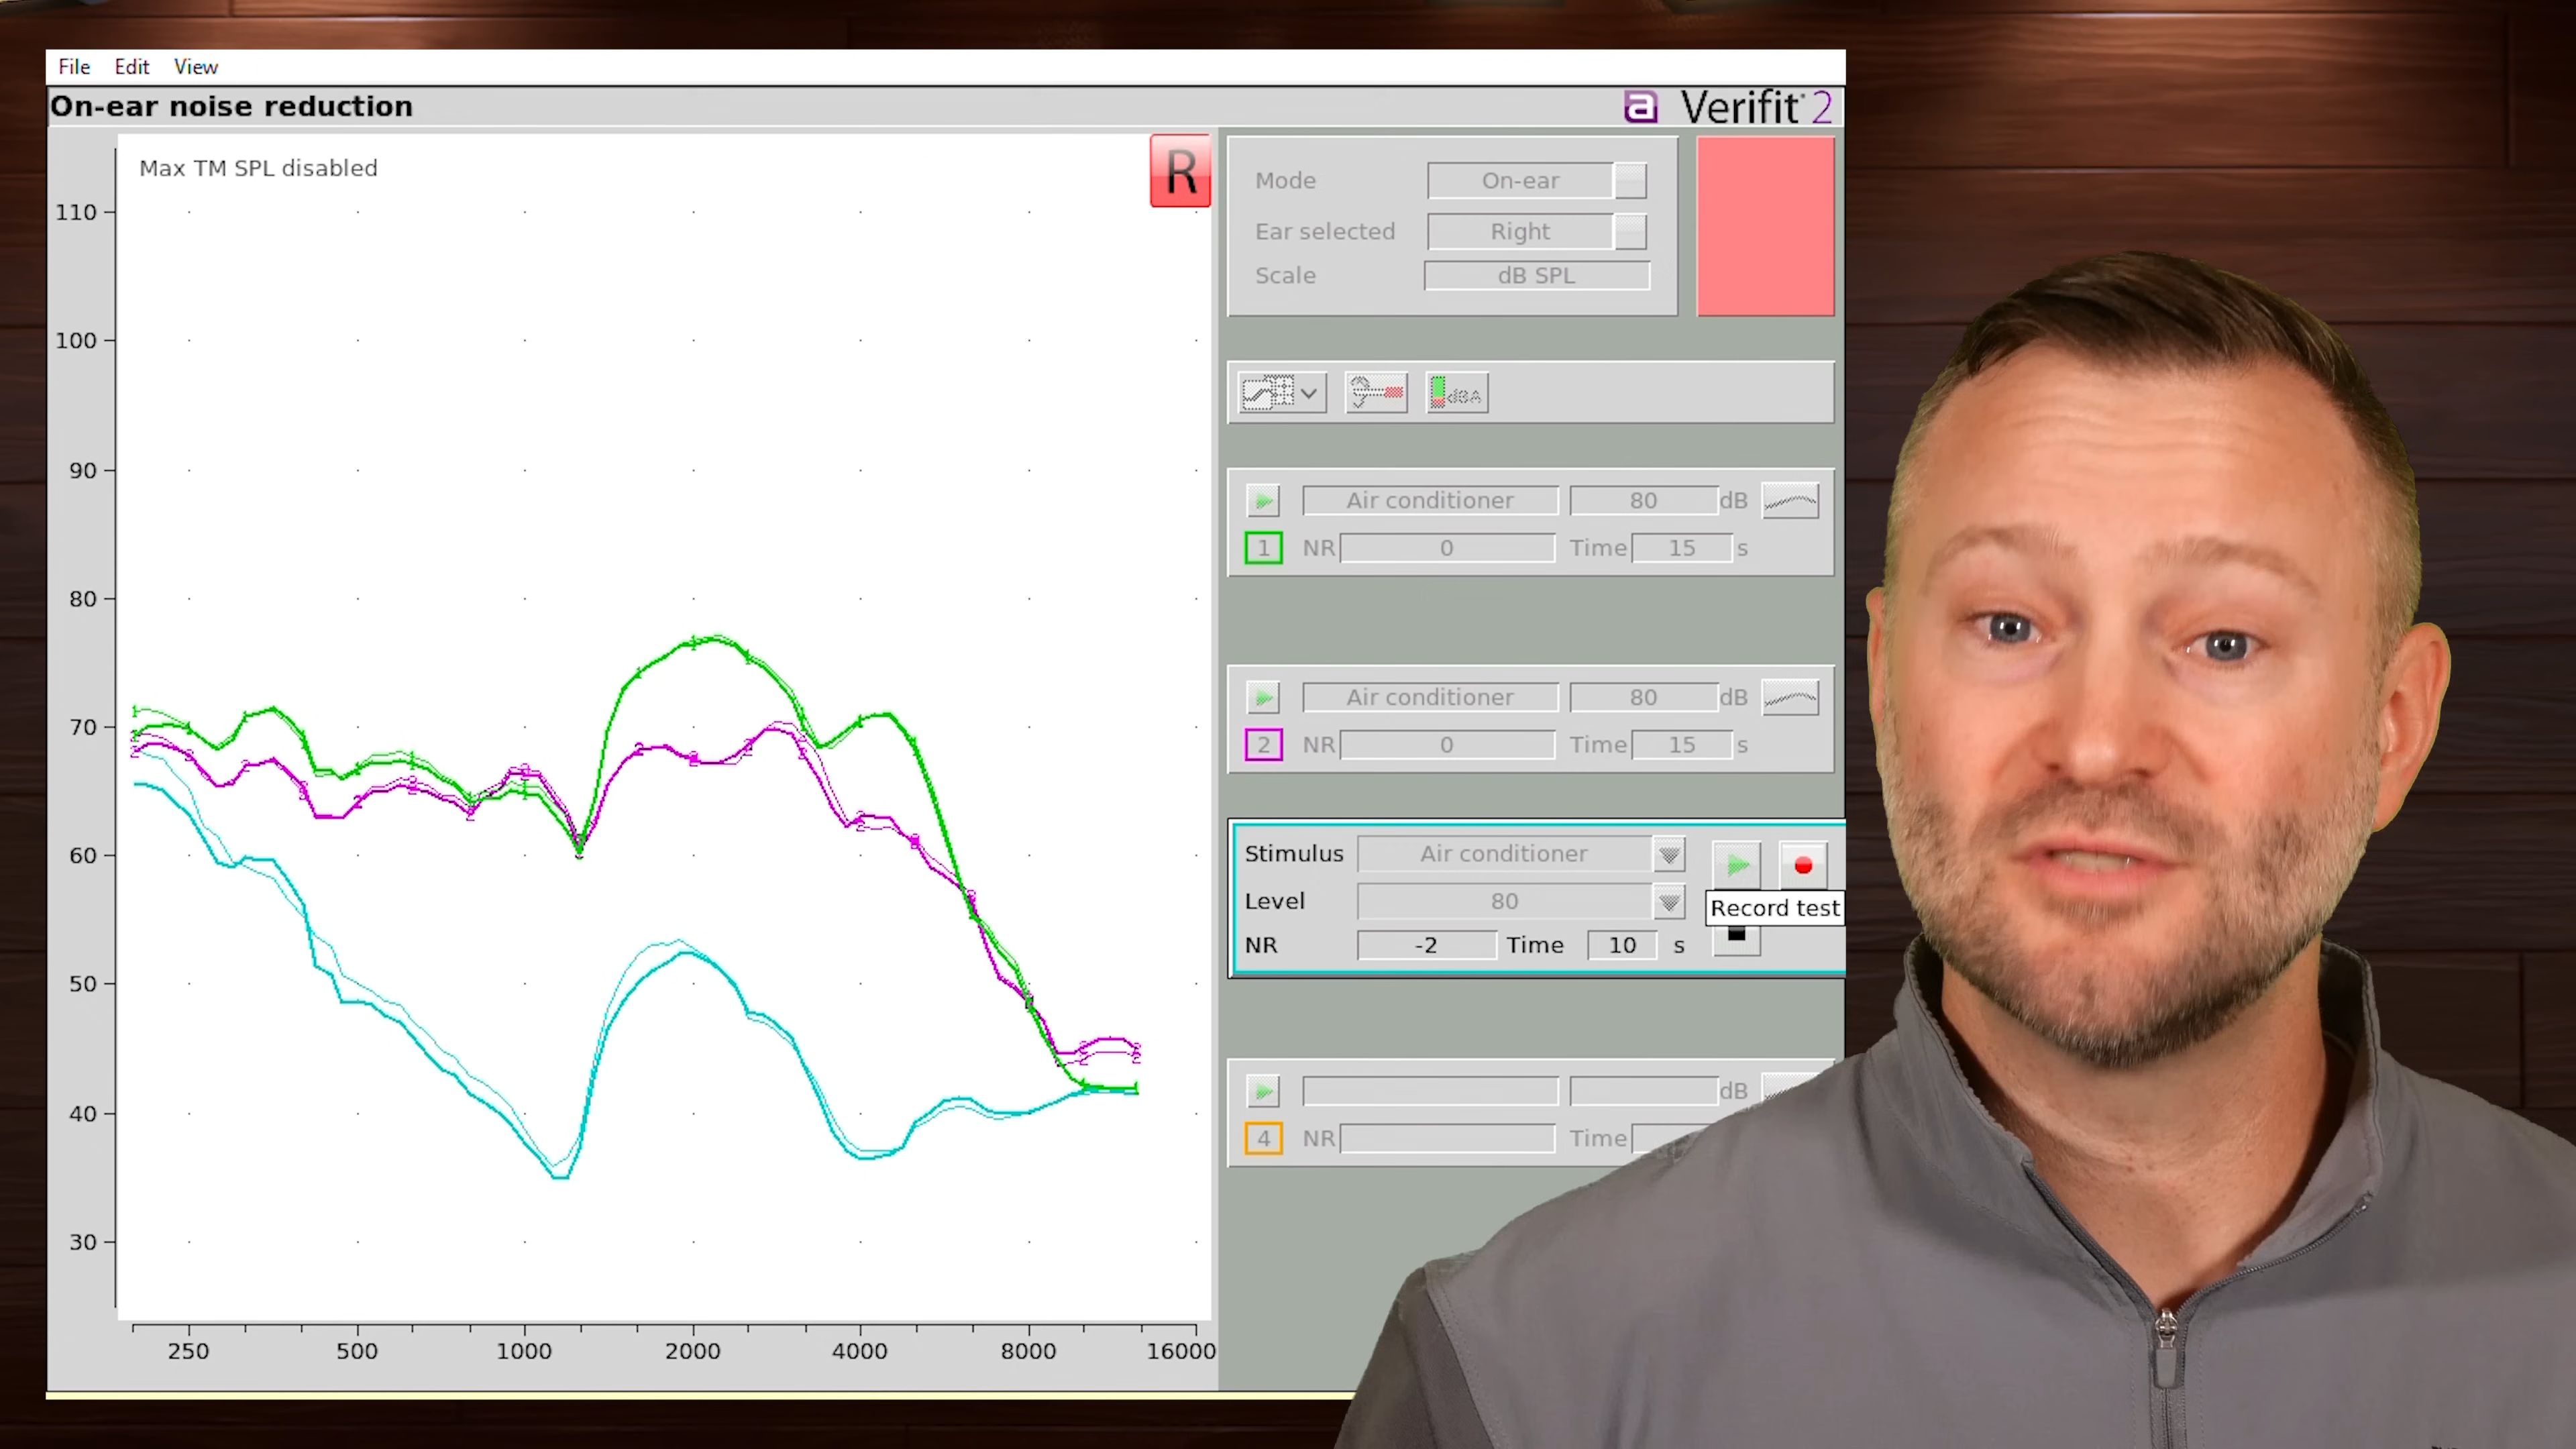 File Edit View
On-ear noise reduction
a Verifit 2
Max TM SPL disabled
R
110
100
90
80
70
60
50
40
30
250 500 1000 2000 4000 8000 16000
Mode On-ear
Ear selected Right
Scale dB SPL
dBA
Air conditioner 80 dB
1 NR 0 Time 15 s
Air conditioner 80 dB
2 NR 0 Time 15 s
Stimulus Air conditioner
Level 80
Record test
NR -2 Time 10 s
dB
4 NR Time